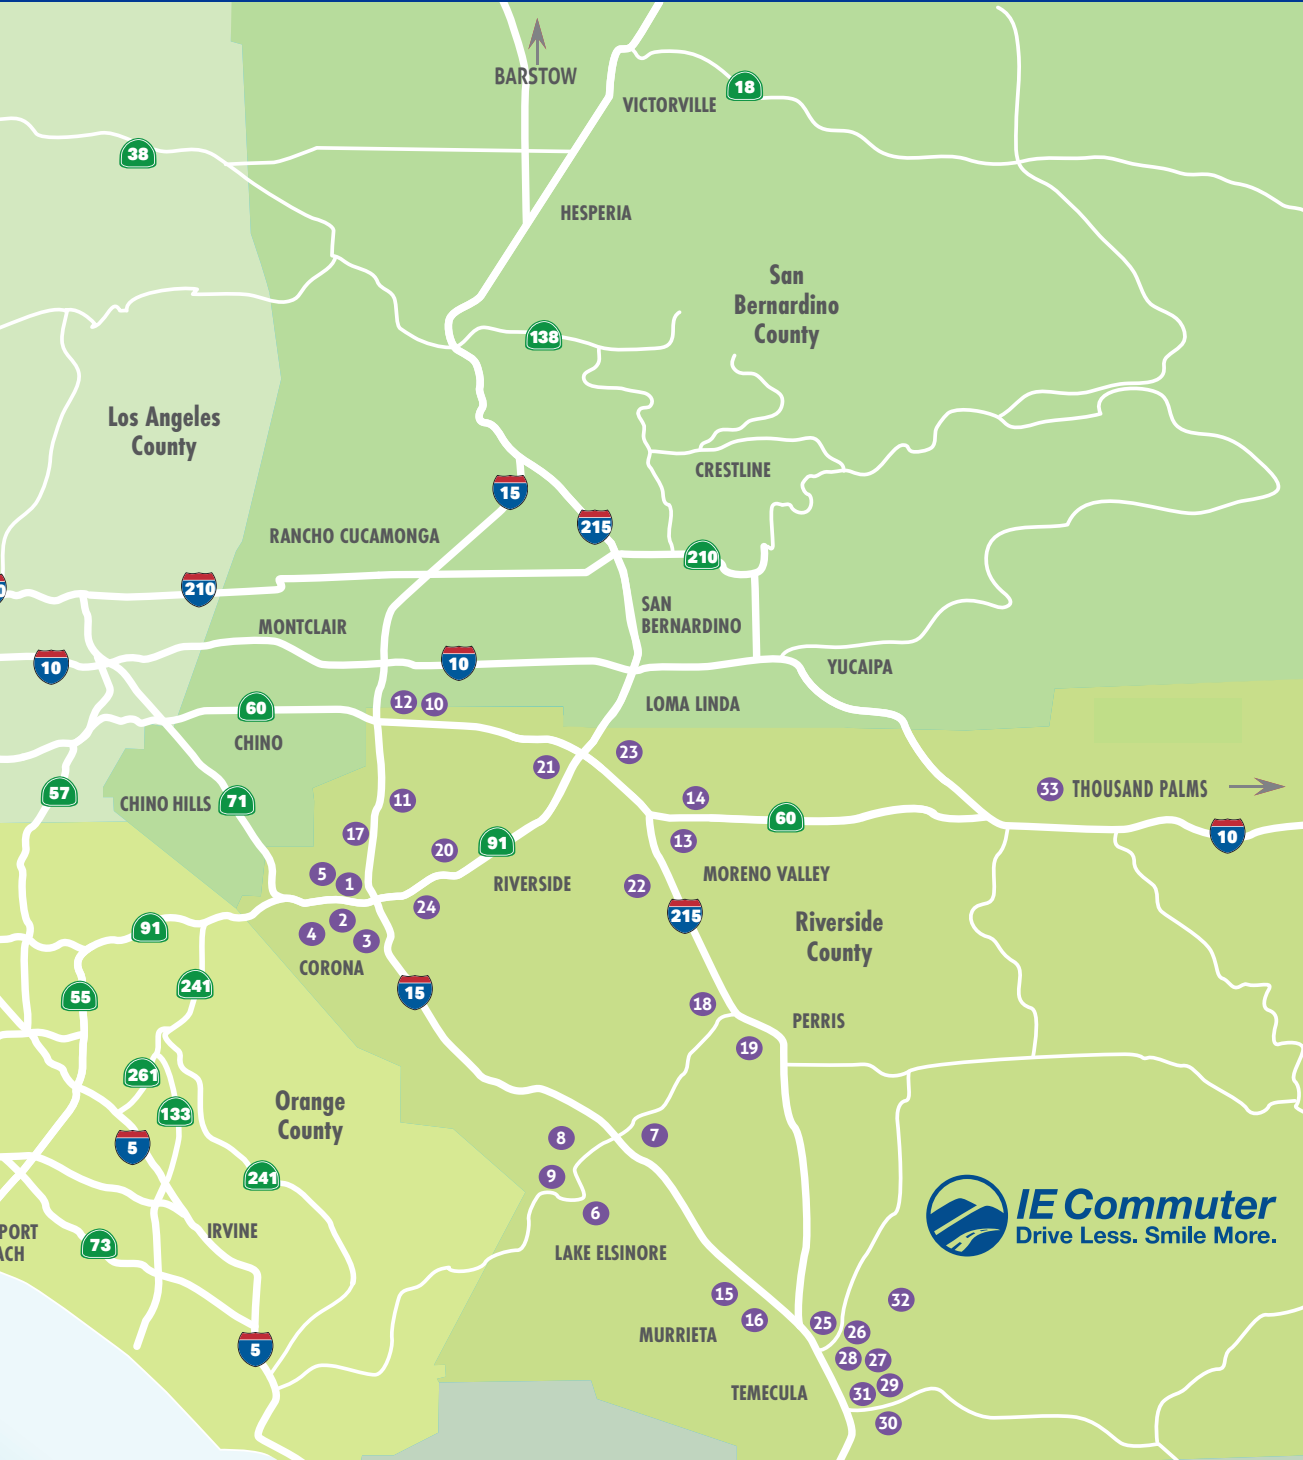 BARSTOW
VICTORVILLE
18
38
HESPERIA
San
Bernardino
County
138
Los Angeles
County
CRESTLINE
15
215
RANCHO CUCAMONGA
210
210
SAN
BERNARDINO
MONTCLAIR
10
10
YUCAIPA
12
10
60
LOMA LINDA
CHINO
23
21
33
THOUSAND PALMS
57
CHINO HILLS
71
11
14
60
10
17
20
91
13
5
1
RIVERSIDE
22
MORENO VALLEY
24
215
Riverside
County
91
4
2
3
CORONA
55
241
15
18
PERRIS
19
261
133
Orange
County
5
8
7
241
9
6
IE Commuter
Drive Less. Smile More.
PORT
ACH
73
IRVINE
LAKE ELSINORE
15
32
16
25
26
MURRIETA
5
28
27
TEMECULA
31
29
30